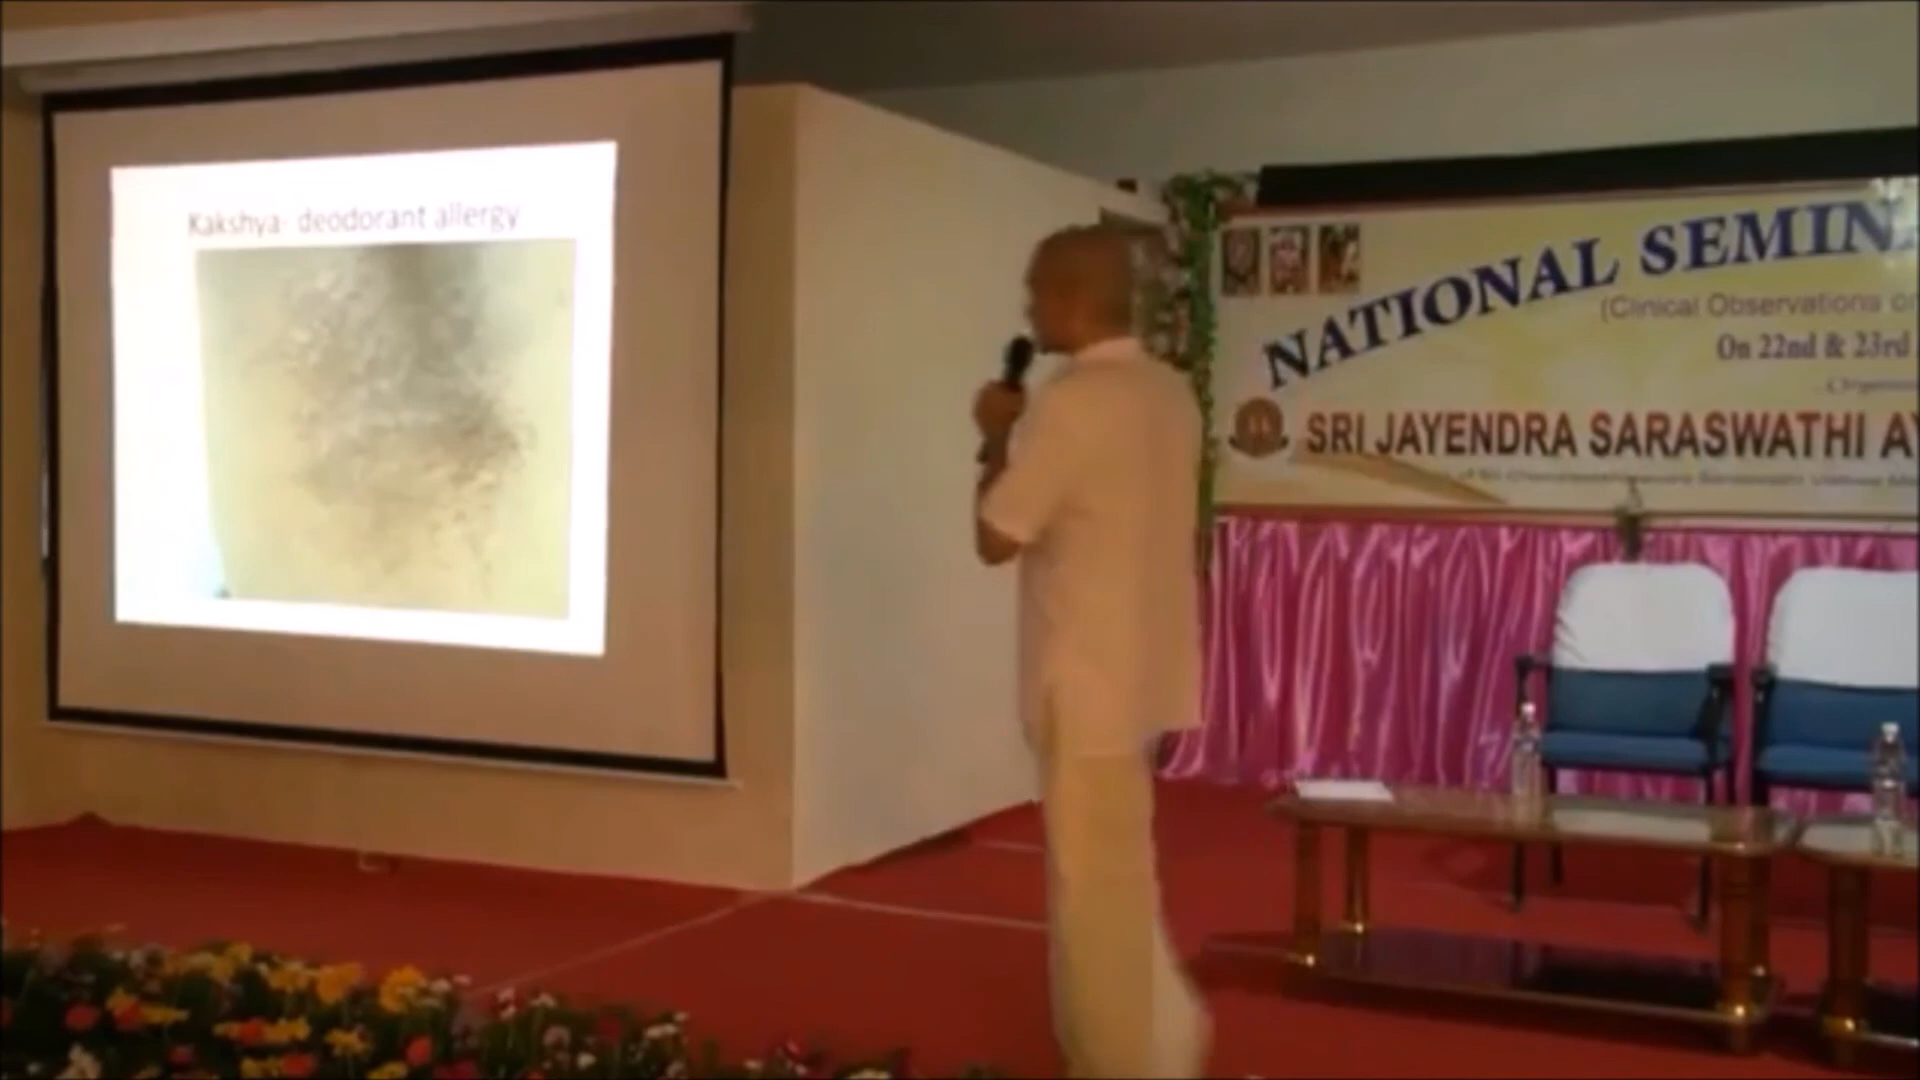 Kakshya- deodorant allergy
NATIONAL SEMIN
(Clinical Observations o
On 22nd & 23rd
SRI JAYENDRA SARASWATHI AY